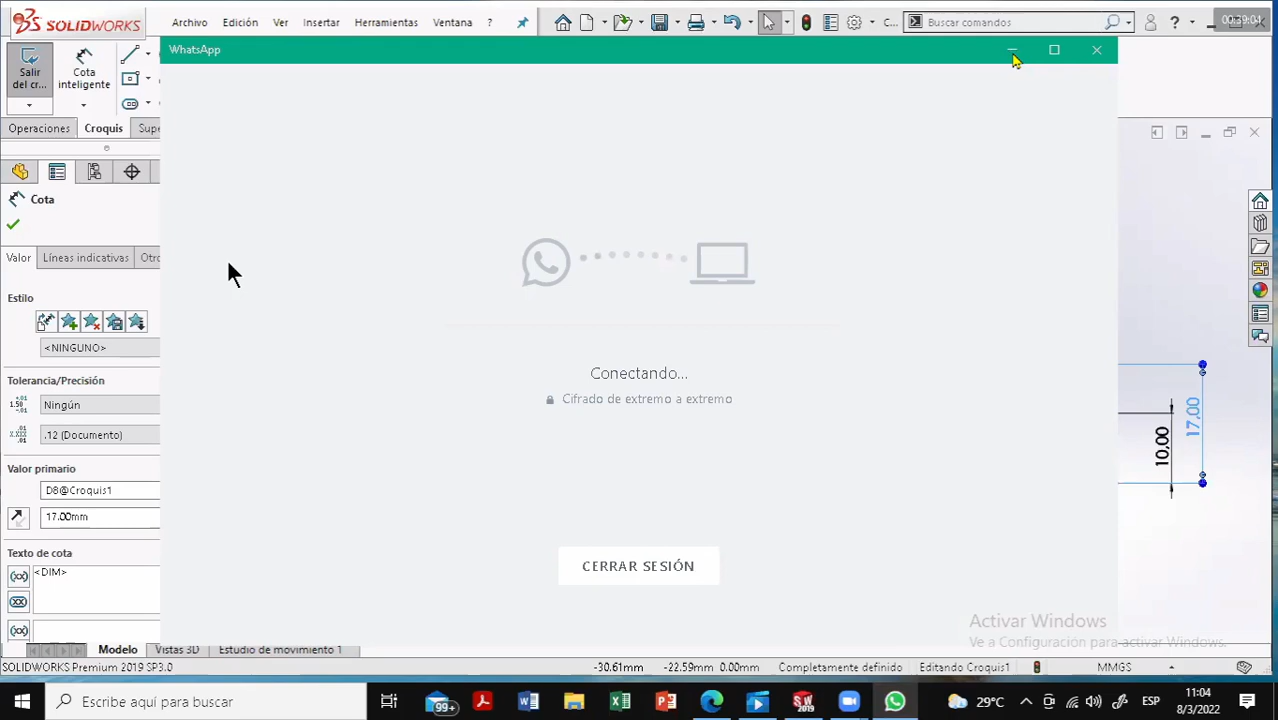 SOLIDWORKS
Archivo Edición Ver Insertar Herramientas Ventana ?
C...
Buscar comandos
?
Salir del cr...
Cota inteligente
Operaciones Croquis Supe
WhatsApp
Cota
Valor Líneas indicativas Otro
Estilo
<NINGUNO>
Tolerancia/Precisión
Ningún
.12 (Documento)
Valor primario
D8@Croquis1
17.00mm
Texto de cota
<DIM>
Conectando...
Cifrado de extremo a extremo
CERRAR SESIÓN
10,00
17,00
Activar Windows
Ve a Configuración para activar Windows.
Modelo Vistas 3D Estudio de movimiento 1
SOLIDWORKS Premium 2019 SP3.0
-30.61mm -22.59mm 0.00mm Completamente definido Editando Croquis1 MMGS
Escribe aquí para buscar
99+
29°C
ESP
11:04
8/3/2022